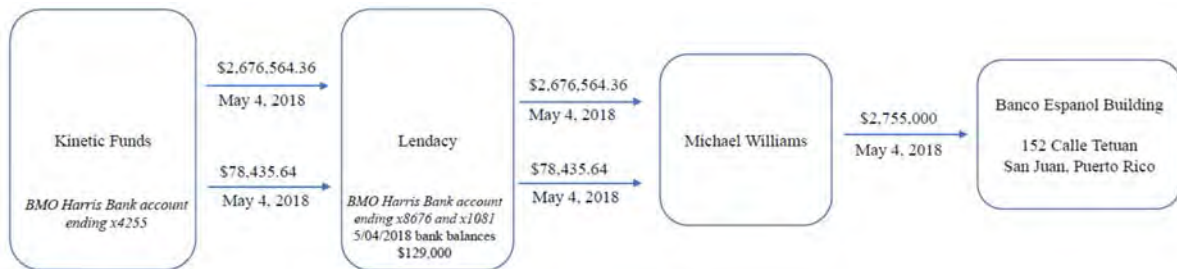 Kinetic Funds
BMO Harris Bank account
ending x4255
$2,676,564.36
May 4, 2018
$78,435.64
May 4, 2018
Lendacy
BMO Harris Bank account
ending x8676 and x1081
5/04/2018 bank balances
$129,000
$2,676,564.36
May 4, 2018
$78,435.64
May 4, 2018
Michael Williams
$2,755,000
May 4, 2018
Banco Espanol Building
152 Calle Tetuan
San Juan, Puerto Rico